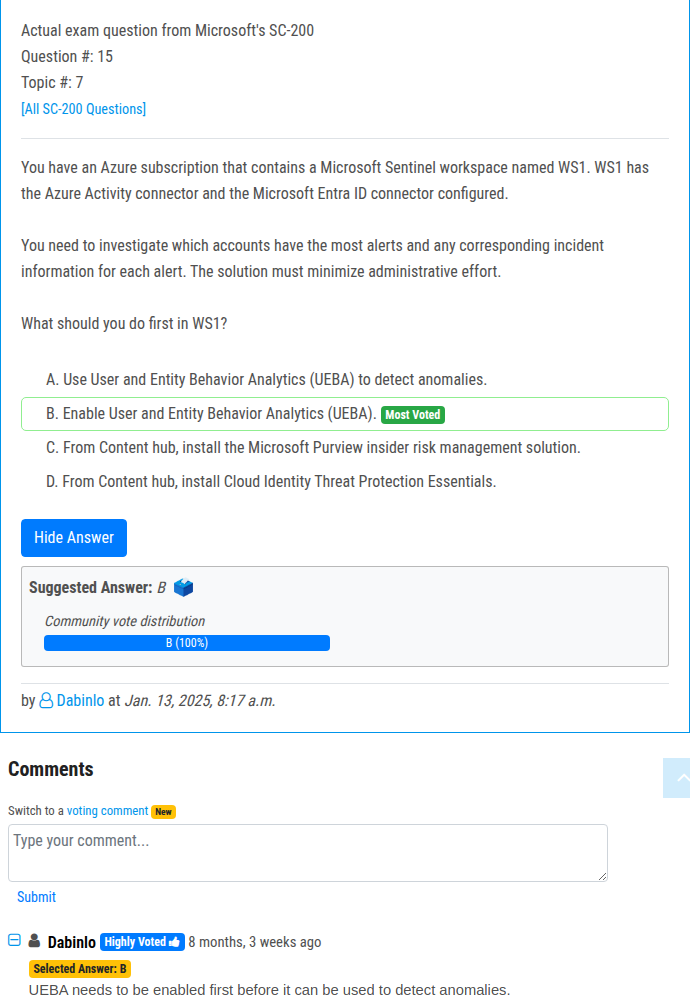 Actual exam question from Microsoft's SC-200
Question #: 15
Topic #: 7
[All SC-200 Questions]
You have an Azure subscription that contains a Microsoft Sentinel workspace named WS1. WS1 has
the Azure Activity connector and the Microsoft Entra ID connector configured.
You need to investigate which accounts have the most alerts and any corresponding incident
information for each alert. The solution must minimize administrative effort.
What should you do first in WS1?
A. Use User and Entity Behavior Analytics (UEBA) to detect anomalies.
B. Enable User and Entity Behavior Analytics (UEBA). Most Voted
C. From Content hub, install the Microsoft Purview insider risk management solution.
D. From Content hub, install Cloud Identity Threat Protection Essentials.
Hide Answer
Suggested Answer: B
Community vote distribution
B (100%)
by Dabinlo at Jan. 13, 2025, 8:17 a.m.
Comments
Switch to a voting comment New
Type your comment...
Submit
Dabinlo Highly Voted 8 months, 3 weeks ago
Selected Answer: B
UEBA needs to be enabled first before it can be used to detect anomalies.